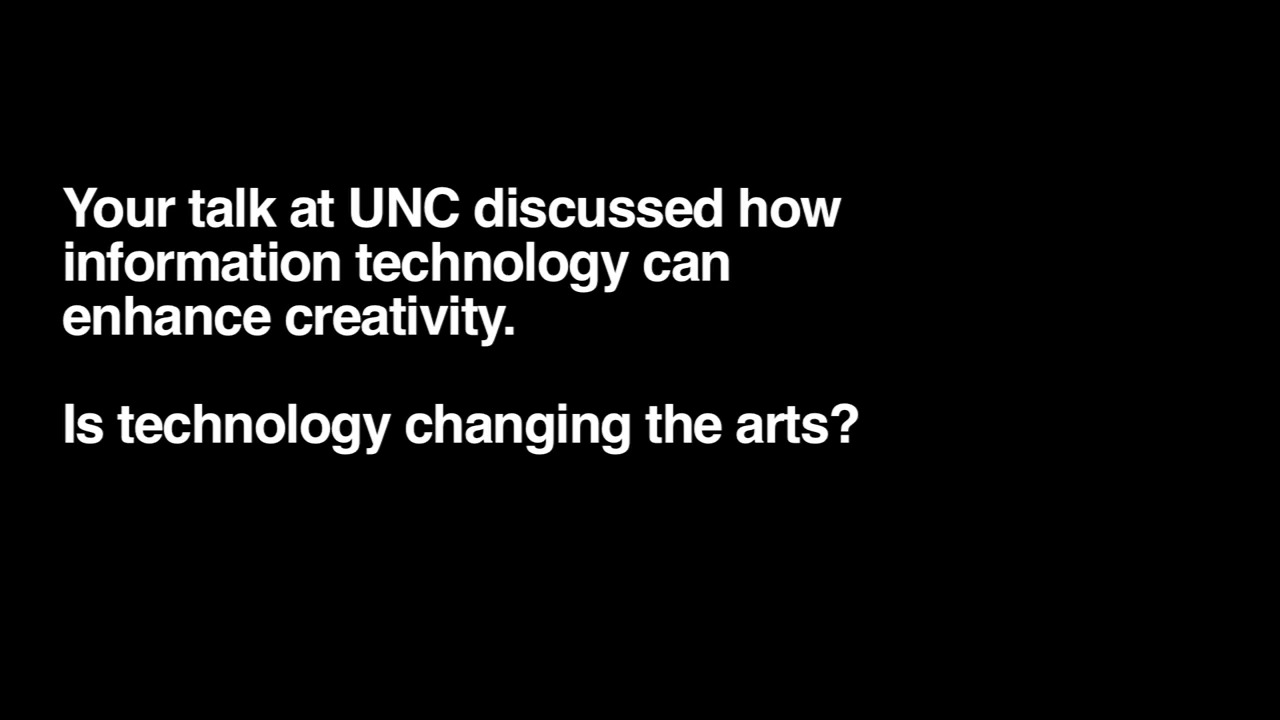 Your talk at UNC discussed how
information technology can
enhance creativity.
Is technology changing the arts?